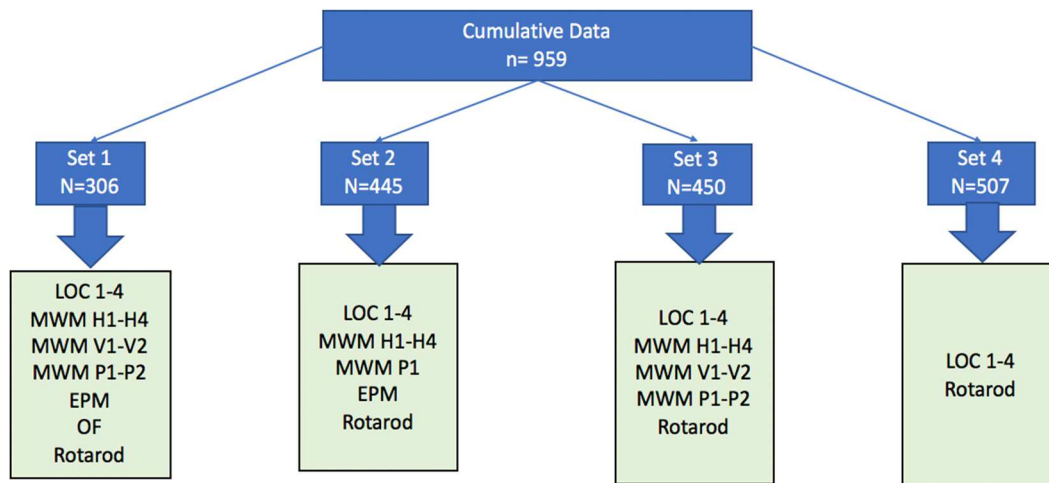 Cumulative Data
n= 959
Set 1
N=306
Set 2
N=445
Set 3
N=450
Set 4
N=507
LOC 1-4
MWM H1-H4
MWM V1-V2
MWM P1-P2
EPM
OF
Rotarod
LOC 1-4
MWM H1-H4
MWM P1
EPM
Rotarod
LOC 1-4
MWM H1-H4
MWM V1-V2
MWM P1-P2
Rotarod
LOC 1-4
Rotarod